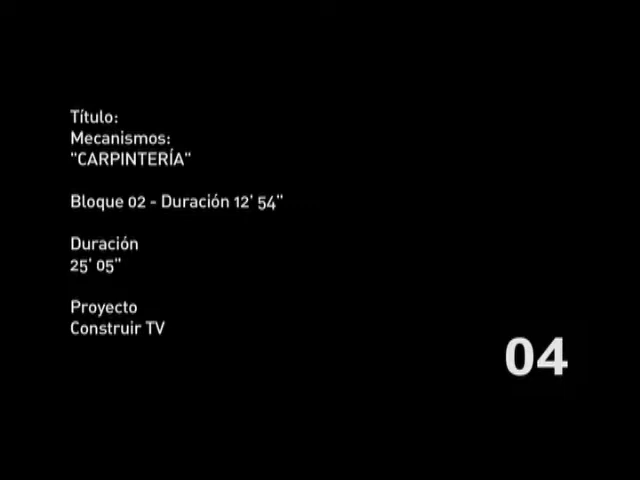 Título:
Mecanismos:
"CARPINTERÍA"
Bloque 02 - Duración 12' 54"
Duración
25' 05"
Proyecto
Construir TV
04